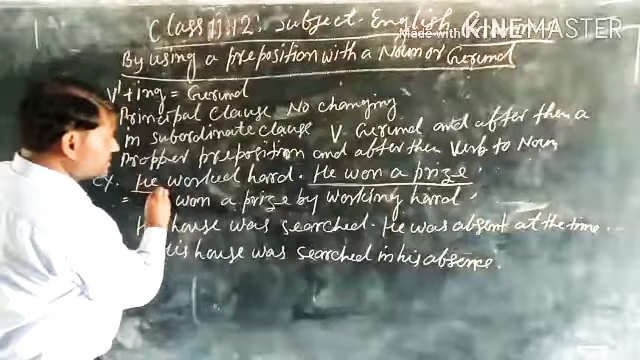 Class 11.12. Subject-English
Made with KINEMASTER
By using a preposition with a Noun or Gerund
V¹+ing = Gerund
Principal Clause No changing
in subordinate clause V Gerund and after then a
Propper preposition and after then Verb to Noun
ex. He worked hard. He won a prize.
= won a prize by working hard,
house was searched. He was absent at the time.
His house was searched in his absence.